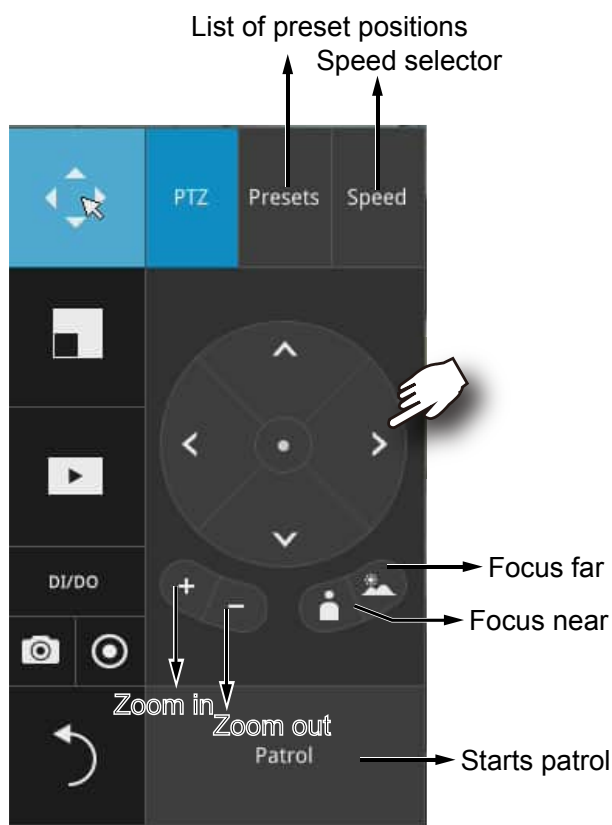 List of preset positions
Speed selector
PTZ
Presets
Speed
DI/DO
Focus far
Focus near
Zoom in
Zoom out
Patrol
Starts patrol